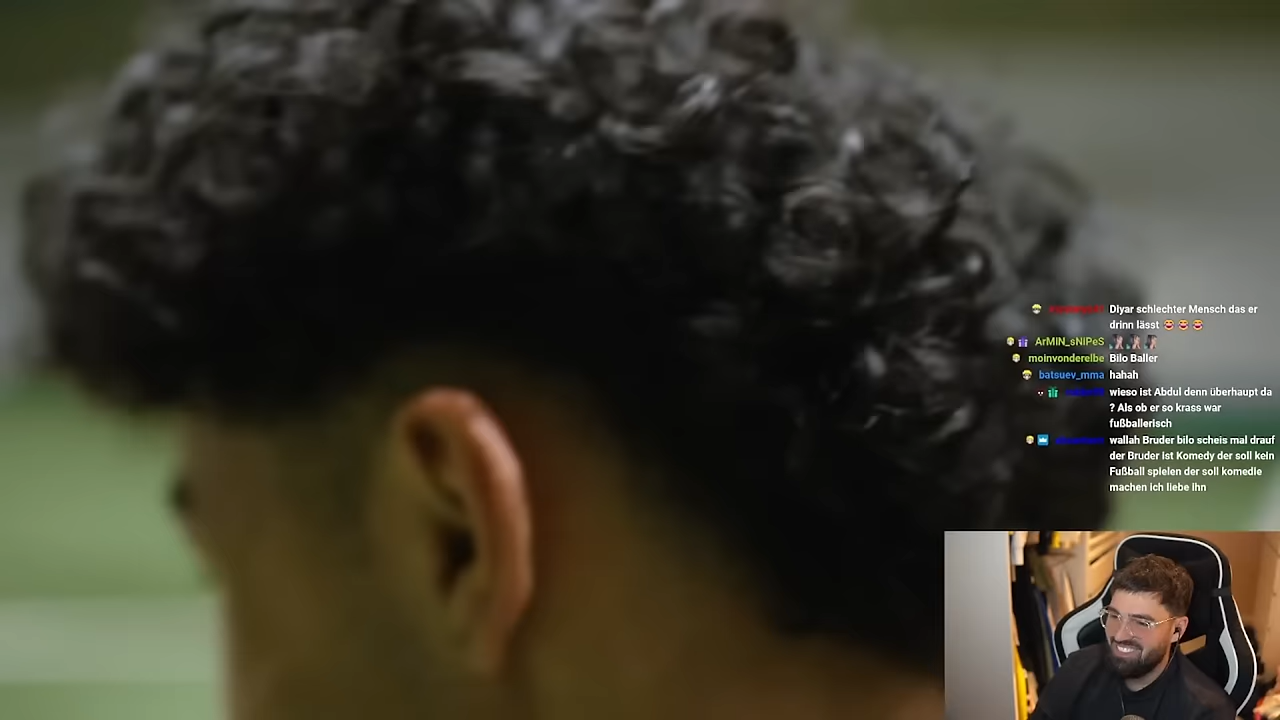 Diyar schlechter Mensch das er
drinn lässt
ArMIN_sNIPeS
moinvonderelbe Bilo Baller
batsuev_mma hahah
wieso ist Abdul denn überhaupt da
? Als ob er so krass war
fußballerisch
wallah Bruder bilo scheis mal drauf
der Bruder ist Komedy der soll kein
Fußball spielen der soll komedie
machen ich liebe ihn